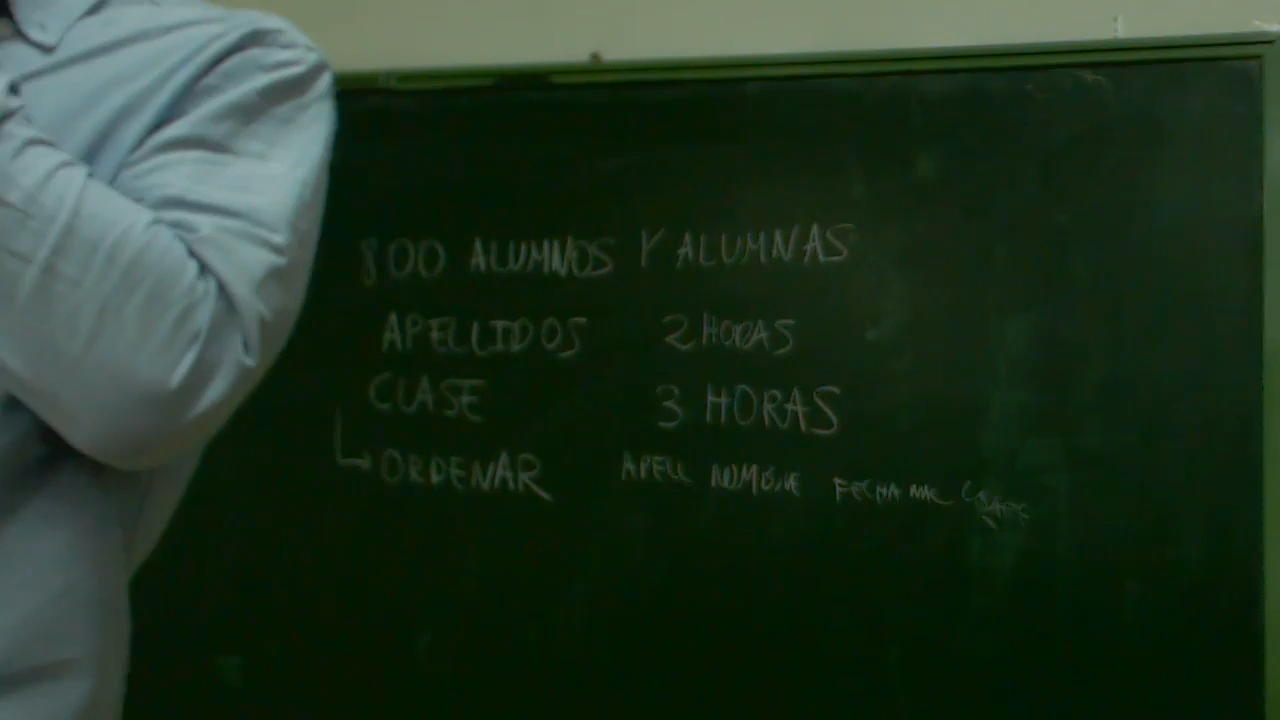 800 ALUMNOS Y ALUMNAS
APELLIDOS 2 HORAS
CLASE 3 HORAS
ORDENAR APELL NOMBRE FECHA NAC